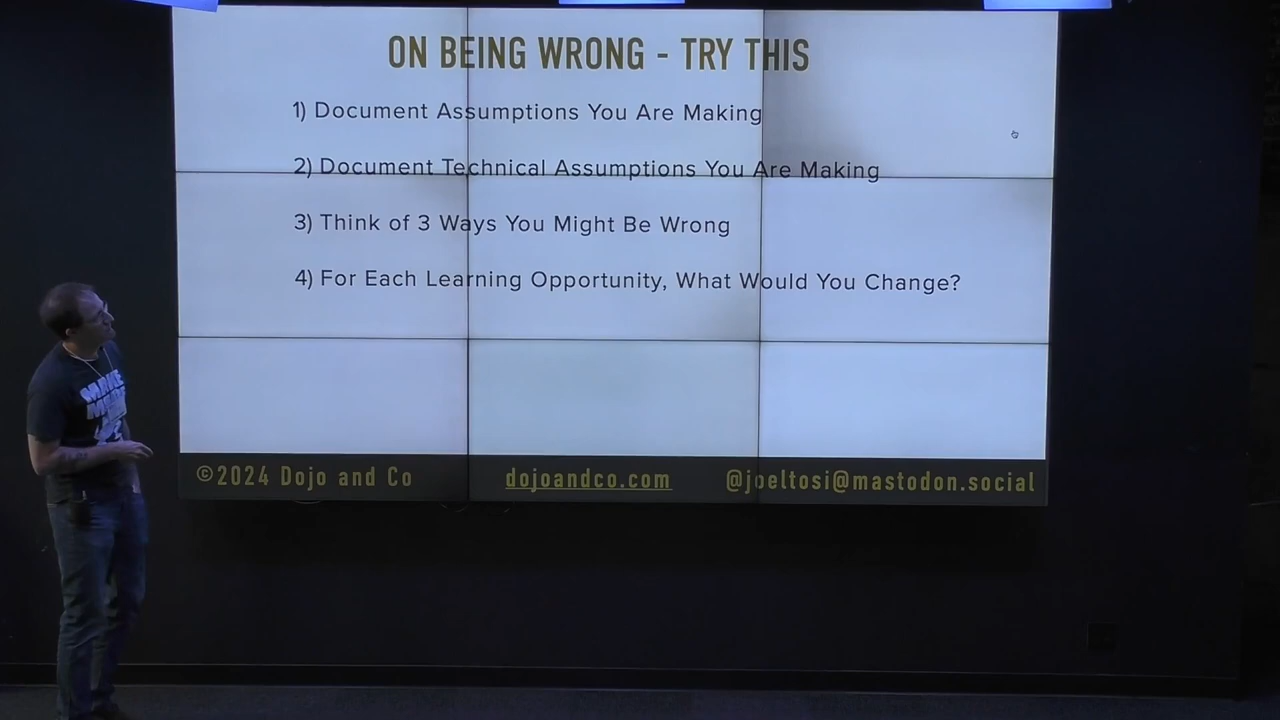 ON BEING WRONG - TRY THIS
1) Document Assumptions You Are Making
2) Document Technical Assumptions You Are Making
3) Think of 3 Ways You Might Be Wrong
4) For Each Learning Opportunity, What Would You Change?
©2024 Dojo and Co dojoandco.com @joeltosi@mastodon.social